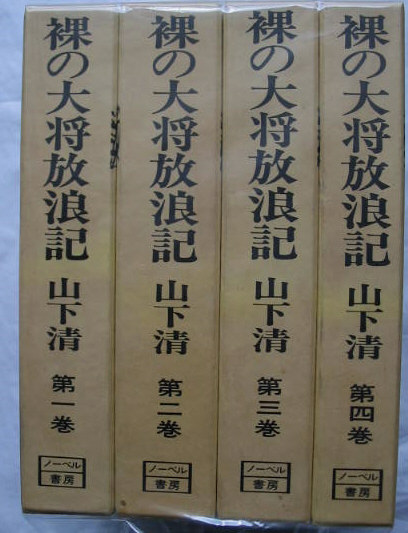 裸の大将放浪記
山下清
第一巻
ノーベル
書房
裸の大将放浪記
山下清
第二巻
ノーベル
書房
裸の大将放浪記
山下清
第三巻
ノーベル
書房
裸の大将放浪記
山下清
第四巻
ノーベル
書房